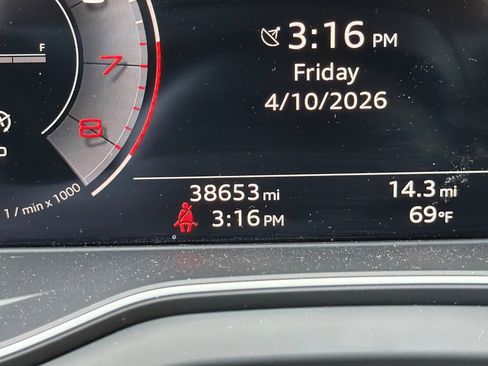 3:16 PM
Friday
4/10/2026
F
7
8
1 / min x 1000
38653 mi
14.3 mi
3:16 PM
69°F